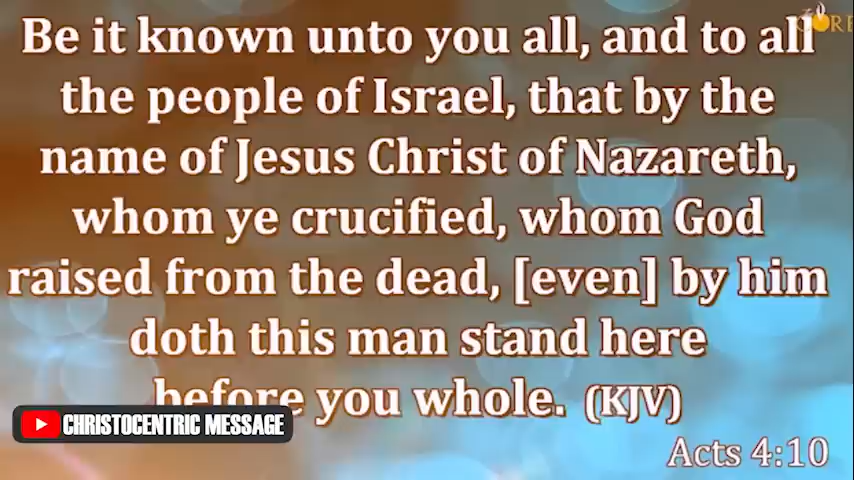 Be it known unto you all, and to all
the people of Israel, that by the
name of Jesus Christ of Nazareth,
whom ye crucified, whom God
raised from the dead, [even] by him
doth this man stand here
before you whole. (KJV)
CHRISTOCENTRIC MESSAGE
Acts 4:10